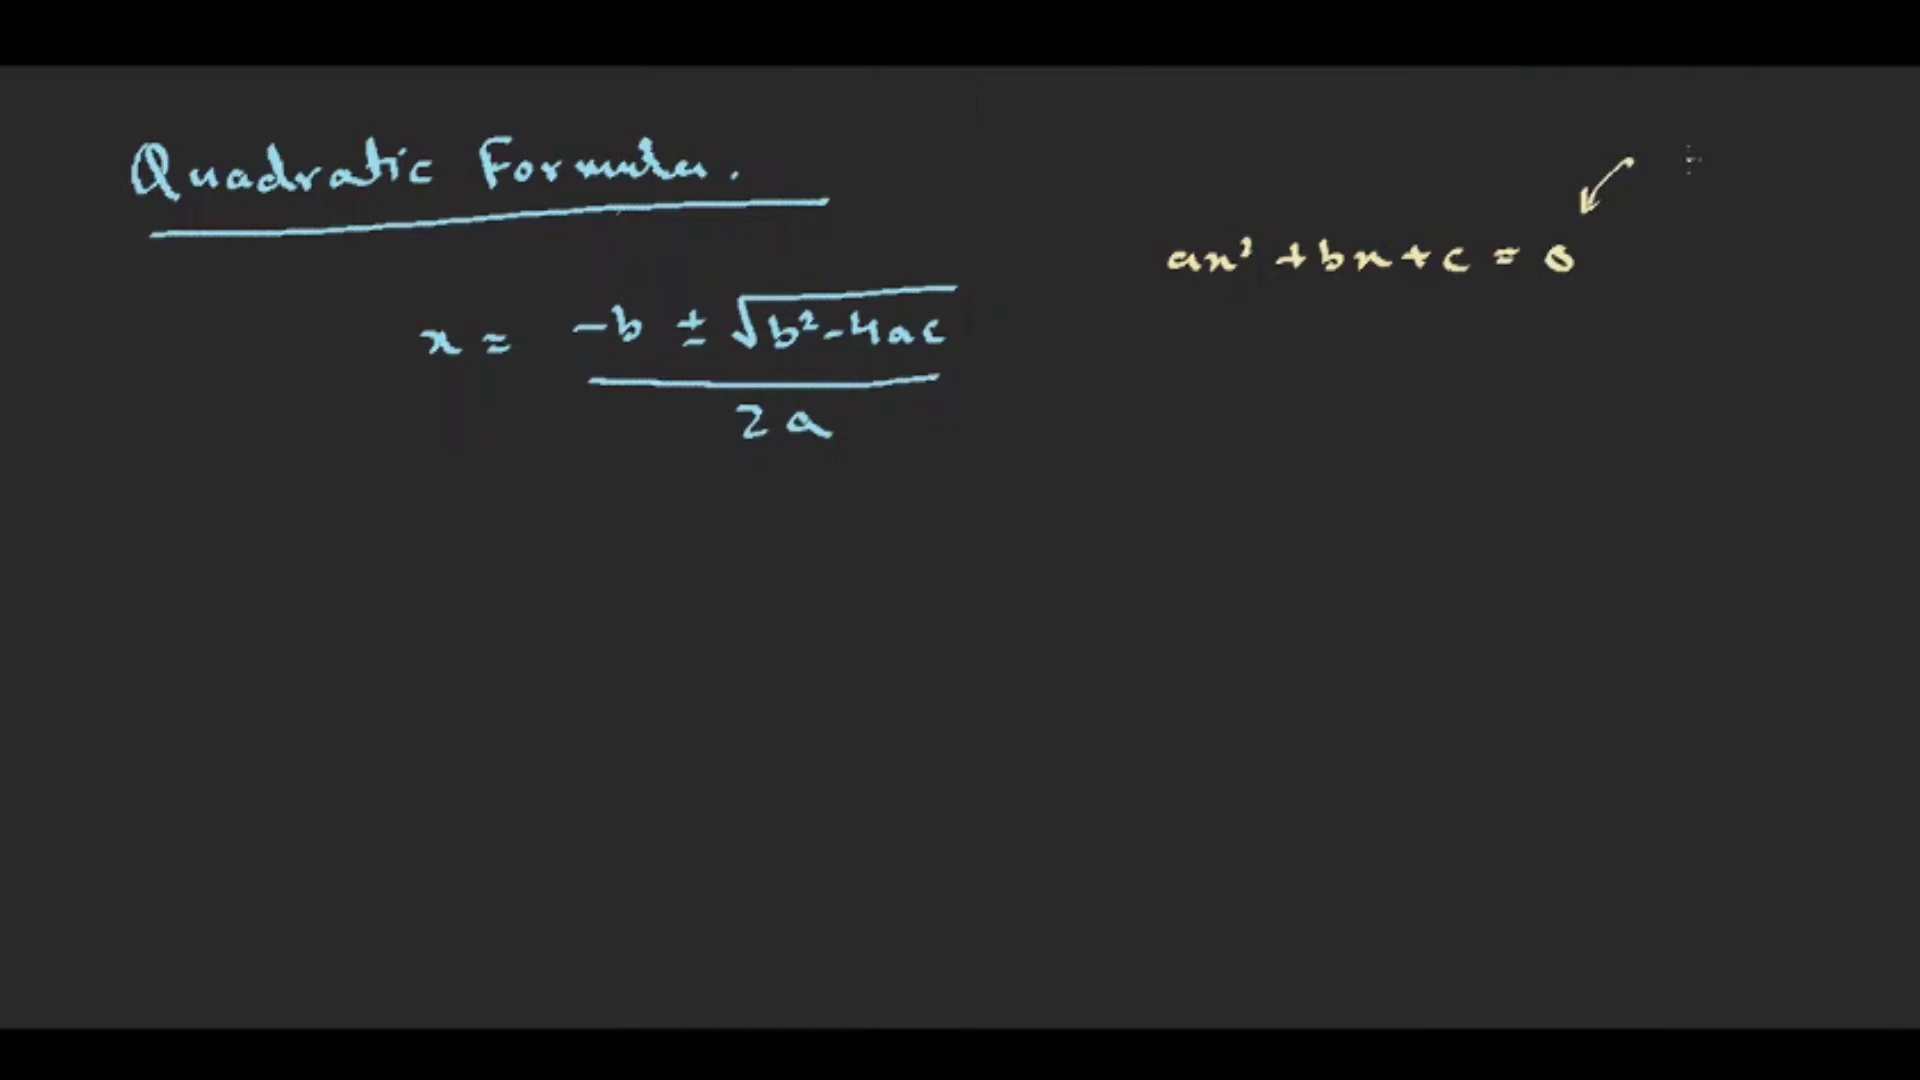 Quadratic Formula.
ax² + bx + c = 0
x = -b ± √b²-4ac
2a